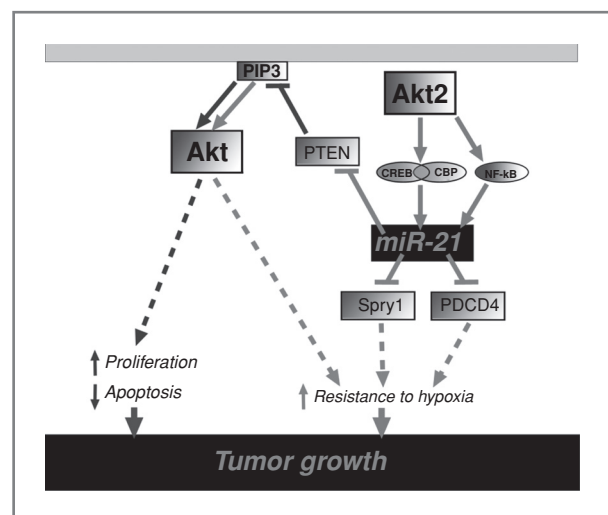 PIP3
Akt2
Akt
PTEN
CREB CBP
NF-kB
miR-21
Spry1
PDCD4
Proliferation
Apoptosis
Resistance to hypoxia
Tumor growth